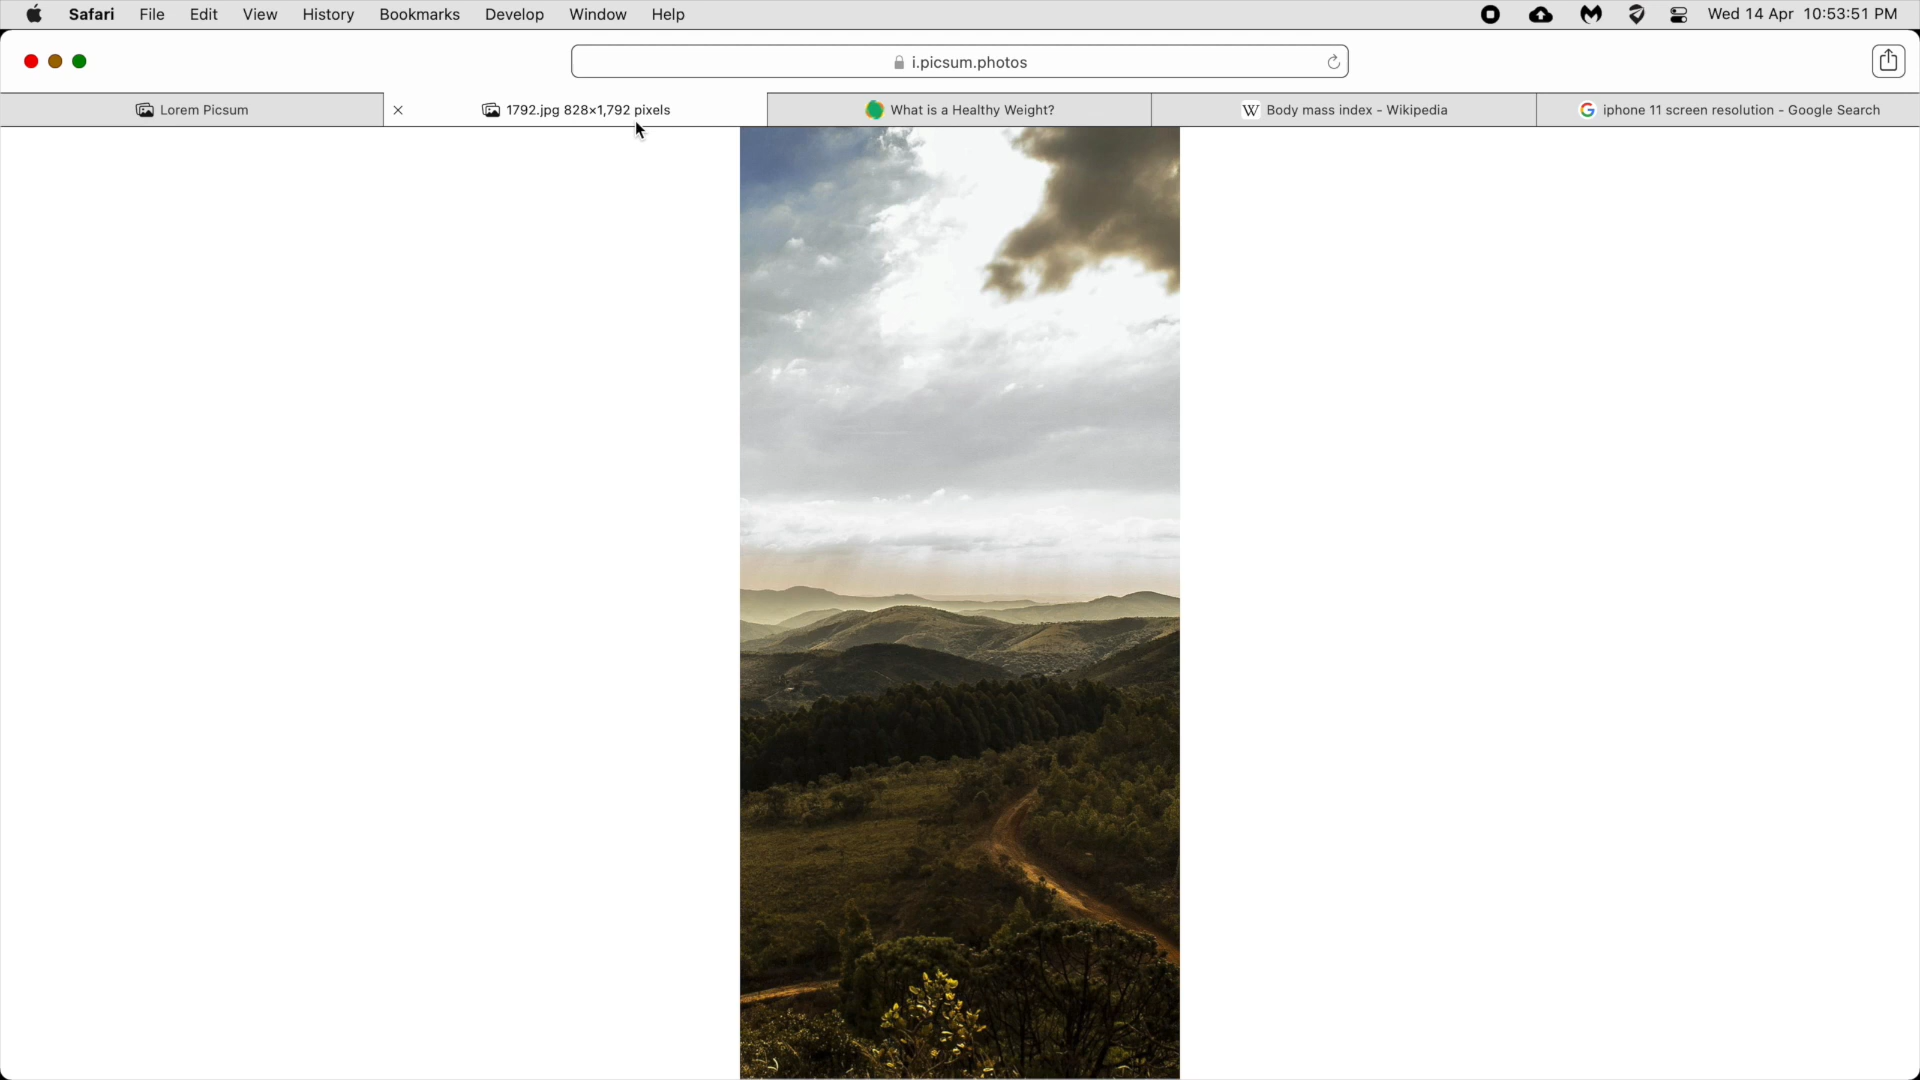 Safari File Edit View History Bookmarks Develop Window Help Wed 14 Apr 10:53:51 PM
i.picsum.photos
Lorem Picsum 1792.jpg 828×1,792 pixels What is a Healthy Weight? W Body mass index - Wikipedia G iphone 11 screen resolution - Google Search